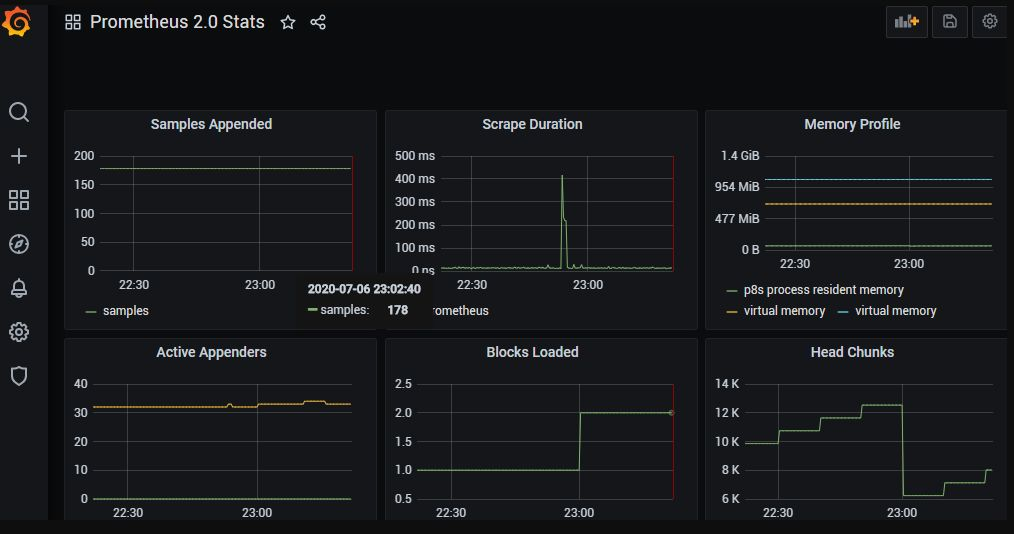 Prometheus 2.0 Stats
Samples Appended
200
150
100
50
0
22:30 23:00
samples
Scrape Duration
500 ms
400 ms
300 ms
200 ms
100 ms
0 ns
22:30 23:00
rometheus
2020-07-06 23:02:40
samples: 178
Memory Profile
1.4 GiB
954 MiB
477 MiB
0 B
22:30 23:00
p8s process resident memory
virtual memory virtual memory
Active Appenders
40
30
20
10
0
22:30 23:00
Blocks Loaded
2.5
2.0
1.5
1.0
0.5
22:30 23:00
Head Chunks
14 K
12 K
10 K
8 K
6 K
22:30 23:00